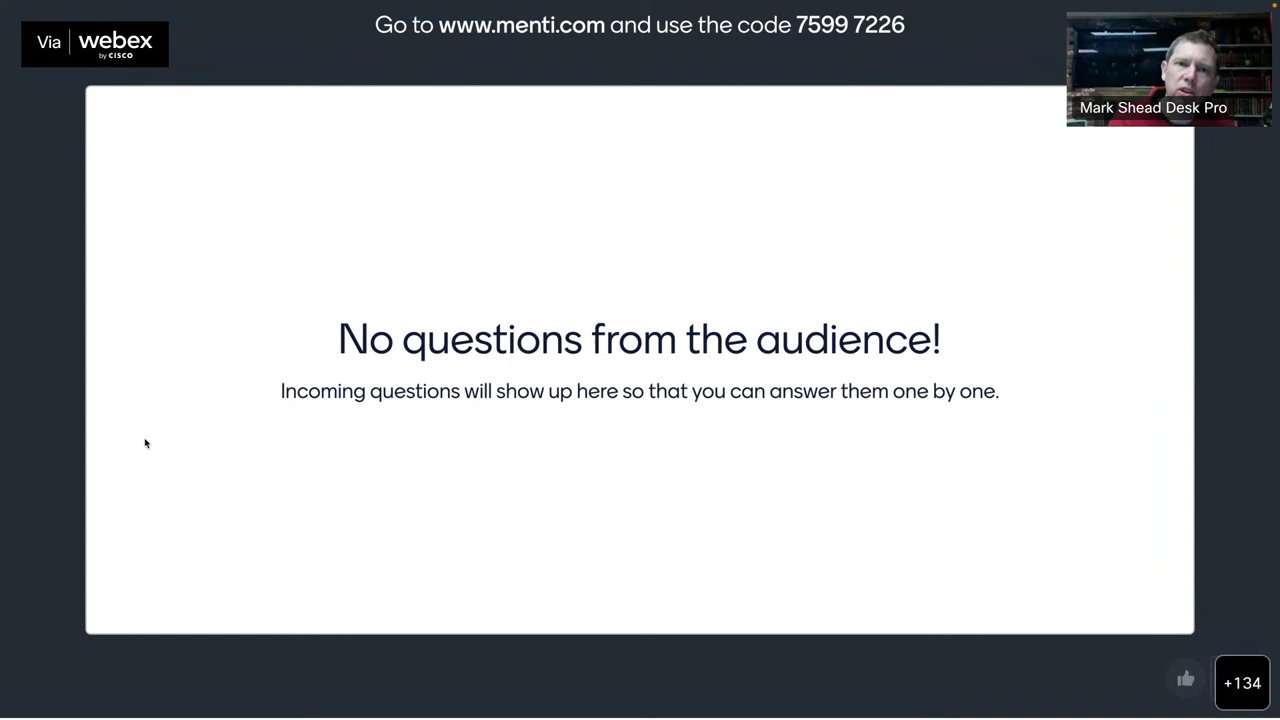 Go to www.menti.com and use the code 7599 7226
Via webex
by CISCO
Mark Shead Desk Pro
No questions from the audience!
Incoming questions will show up here so that you can answer them one by one.
+134